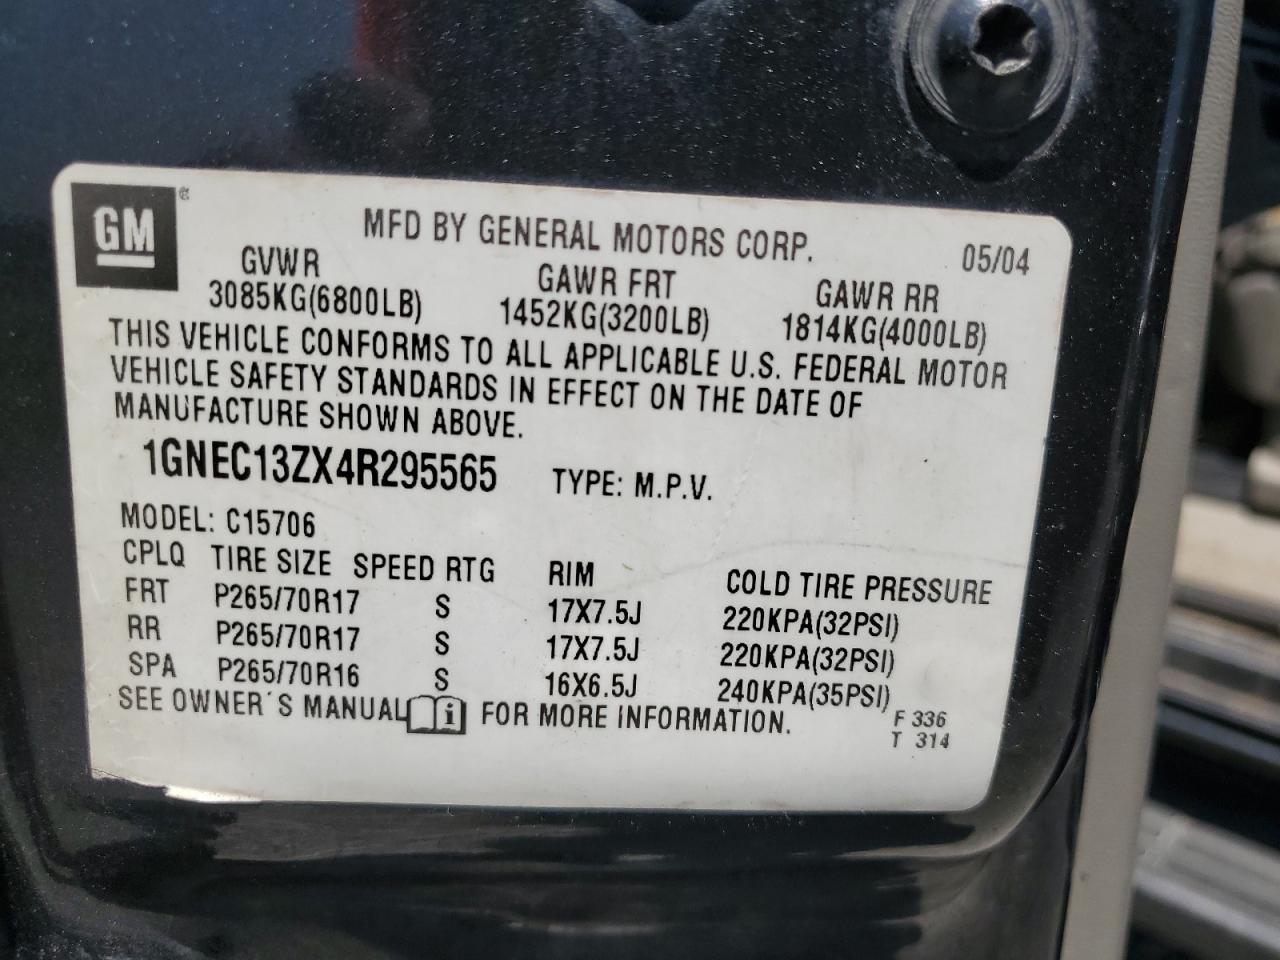 GM
MFD BY GENERAL MOTORS CORP. 05/04
GVWR GAWR FRT GAWR RR
3085KG(6800LB) 1452KG(3200LB) 1814KG(4000LB)
THIS VEHICLE CONFORMS TO ALL APPLICABLE U.S. FEDERAL MOTOR
VEHICLE SAFETY STANDARDS IN EFFECT ON THE DATE OF
MANUFACTURE SHOWN ABOVE.
1GNEC13ZX4R295565 TYPE: M.P.V.
MODEL: C15706
CPLQ TIRE SIZE SPEED RTG RIM COLD TIRE PRESSURE
FRT P265/70R17 S 17X7.5J 220KPA(32PSI)
RR P265/70R17 S 17X7.5J 220KPA(32PSI)
SPA P265/70R16 S 16X6.5J 240KPA(35PSI)
SEE OWNER'S MANUAL i FOR MORE INFORMATION.
F 336
T 314